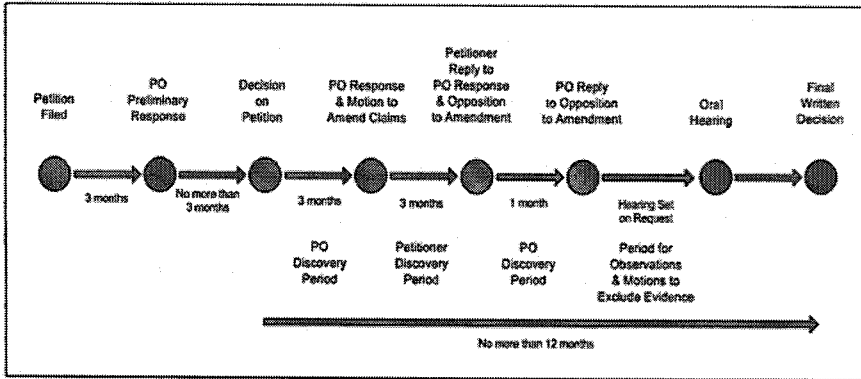 Petition
Filed
PO
Preliminary
Response
Decision
on
Petition
PO Response
& Motion to
Amend Claims
Petitioner
Reply to
PO Response
& Opposition
to Amendment
PO Reply
to Opposition
to Amendment
Oral
Hearing
Final
Written
Decision
3 months
No more than
3 months
3 months
3 months
1 month
Hearing Set
on Request
PO
Discovery
Period
Petitioner
Discovery
Period
PO
Discovery
Period
Period for
Observations
& Motions to
Exclude Evidence
No more than 12 months